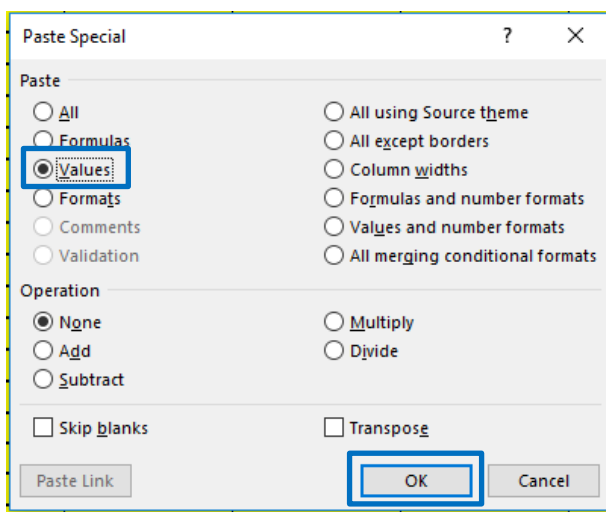 Paste Special ?
Paste
All
Formulas
Values
Formats
Comments
Validation
All using Source theme
All except borders
Column widths
Formulas and number formats
Values and number formats
All merging conditional formats
Operation
None
Add
Subtract
Multiply
Divide
Skip blanks
Transpose
Paste Link
OK
Cancel